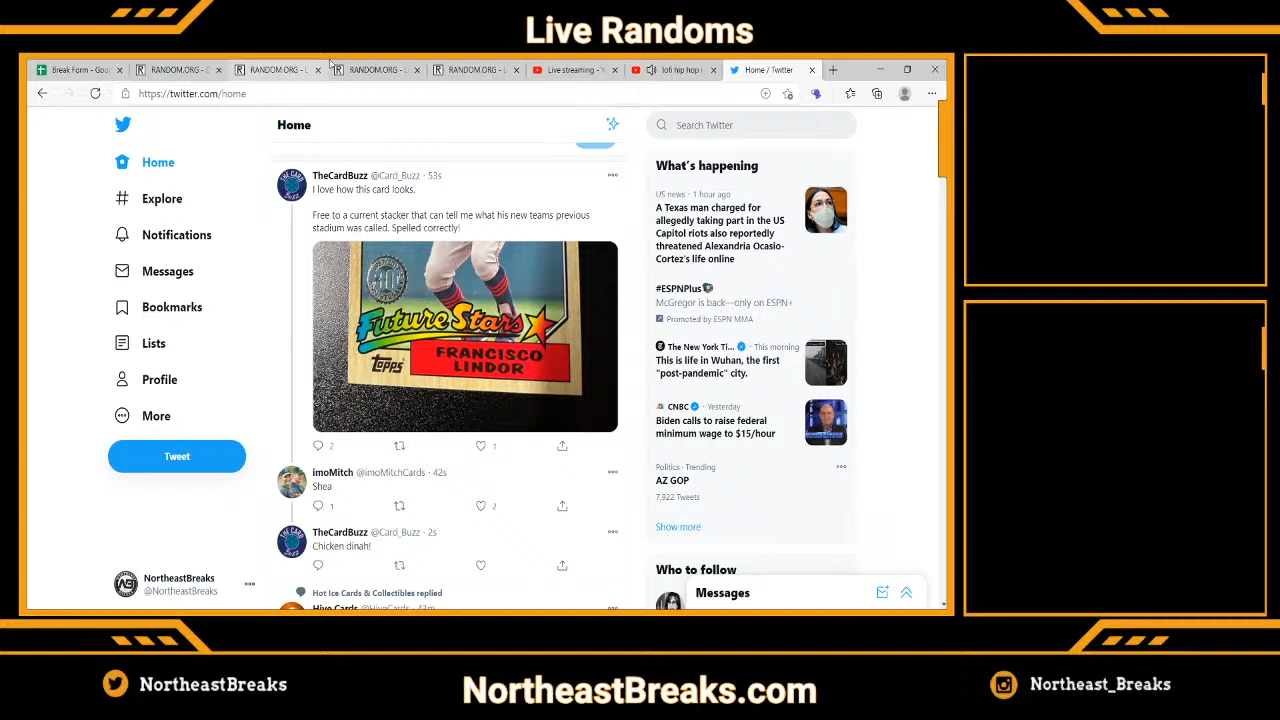 Live Randoms
Break Form - Goo
RANDOM.ORG - D
RANDOM.ORG - L
RANDOM.ORG - L
RANDOM.ORG - L
Live streaming - Y
lofi hip hop r
Home / Twitter
https://twitter.com/home
Home
Explore
Notifications
Messages
Bookmarks
Lists
Profile
More
Tweet
NortheastBreaks
@NortheastBreaks
Home
TheCardBuzz @Card_Buzz · 53s
I love how this card looks.
Free to a current stacker that can tell me what his new teams previous
stadium was called. Spelled correctly!
Future Stars
Topps
FRANCISCO
LINDOR
2
1
imoMitch @imoMitchCards · 42s
Shea
1
2
TheCardBuzz @Card_Buzz · 2s
Chicken dinah!
Hot Ice Cards & Collectibles replied
Hive Cards @HiveCards · 43m
Search Twitter
What's happening
US news · 1 hour ago
A Texas man charged for
allegedly taking part in the US
Capitol riots also reportedly
threatened Alexandria Ocasio-
Cortez's life online
#ESPNPlus
McGregor is back—only on ESPN+
Promoted by ESPN MMA
The New York Ti... · This morning
This is life in Wuhan, the first
"post-pandemic" city.
CNBC · Yesterday
Biden calls to raise federal
minimum wage to $15/hour
Politics · Trending
AZ GOP
7,922 Tweets
Show more
Who to follow
Messages
NortheastBreaks
NortheastBreaks.com
Northeast_Breaks